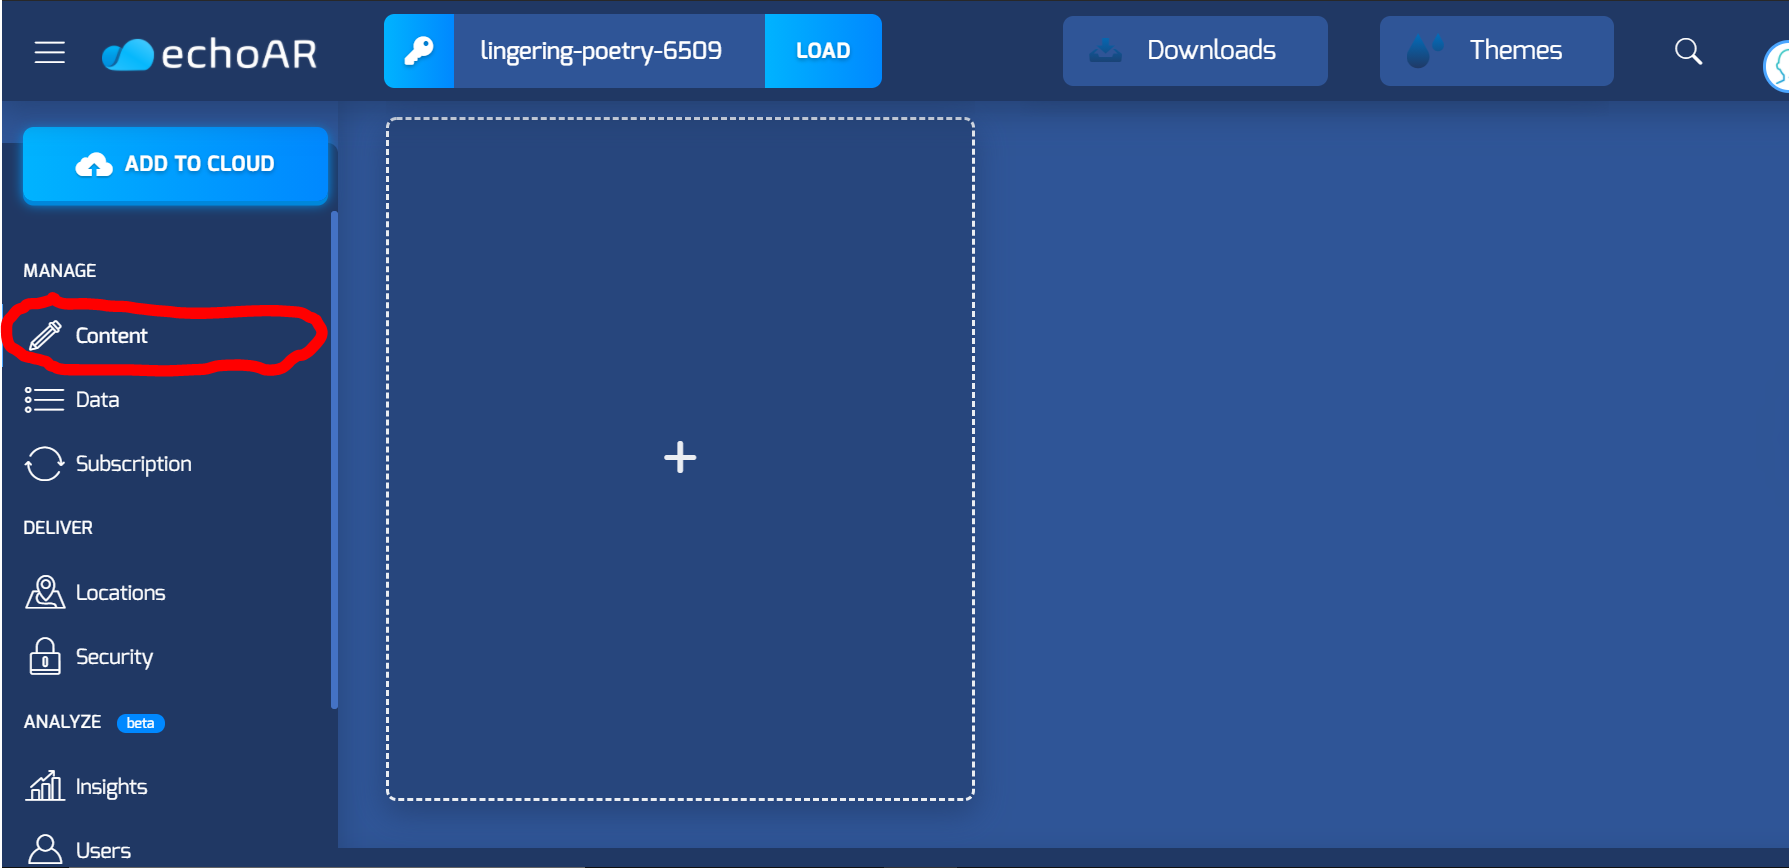 echoAR
lingering-poetry-6509
LOAD
Downloads
Themes
ADD TO CLOUD
MANAGE
Content
Data
Subscription
DELIVER
Locations
Security
ANALYZE beta
Insights
Users